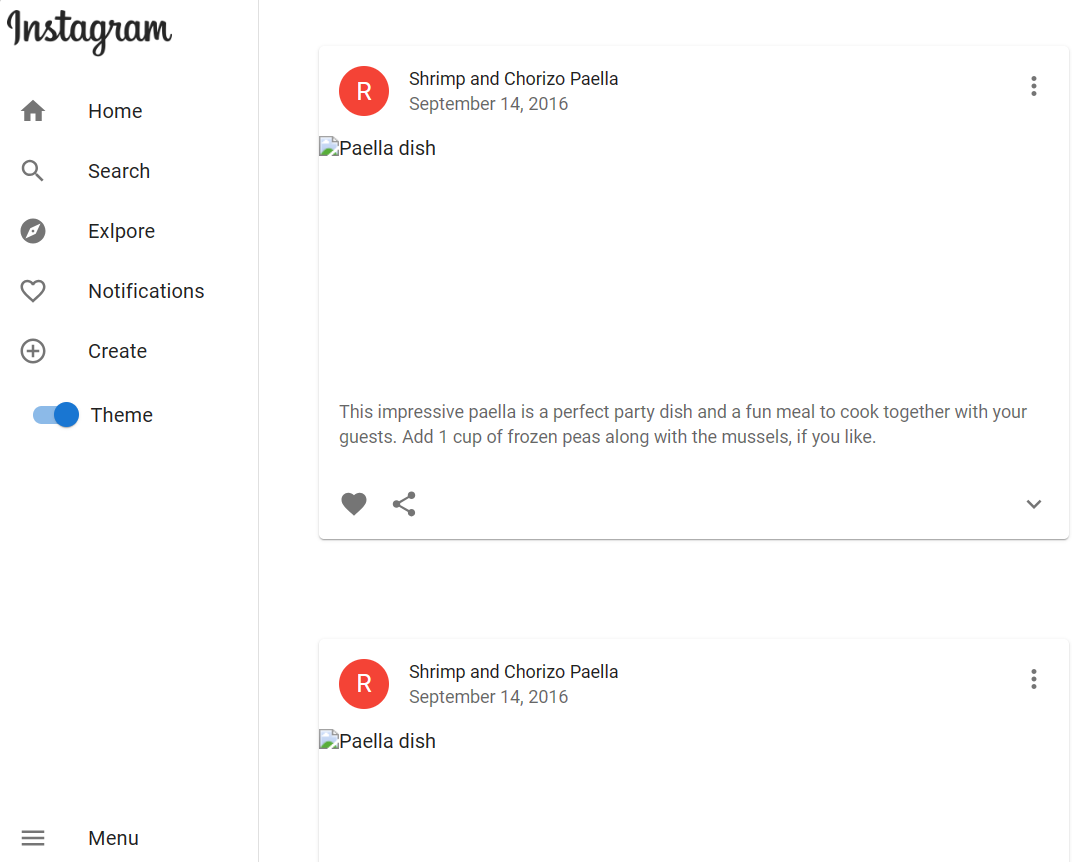 Instagram
Home
Search
Exlpore
Notifications
Create
Theme
Menu
R
Shrimp and Chorizo Paella
September 14, 2016
Paella dish
This impressive paella is a perfect party dish and a fun meal to cook together with your
guests. Add 1 cup of frozen peas along with the mussels, if you like.
R
Shrimp and Chorizo Paella
September 14, 2016
Paella dish